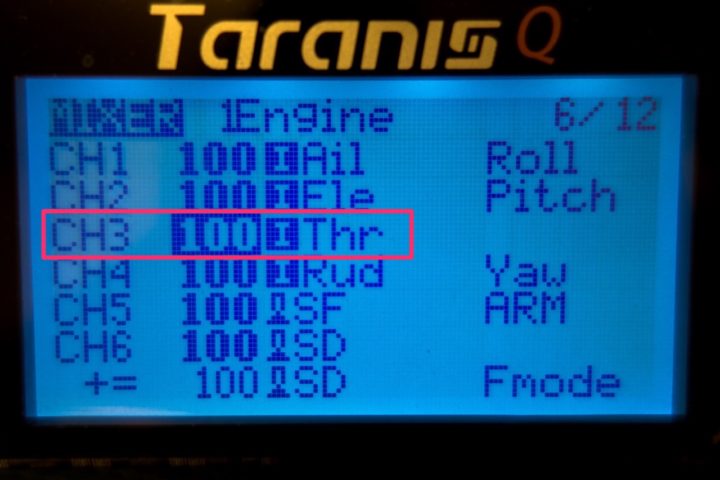 Taranis Q
MIXER 1Engine 6/12
CH1 100 I Ail Roll
CH2 100 I Ele Pitch
CH3 100 I Thr
CH4 100 I Rud Yaw
CH5 100 SF ARM
CH6 100 SD
+= 100 SD Fmode